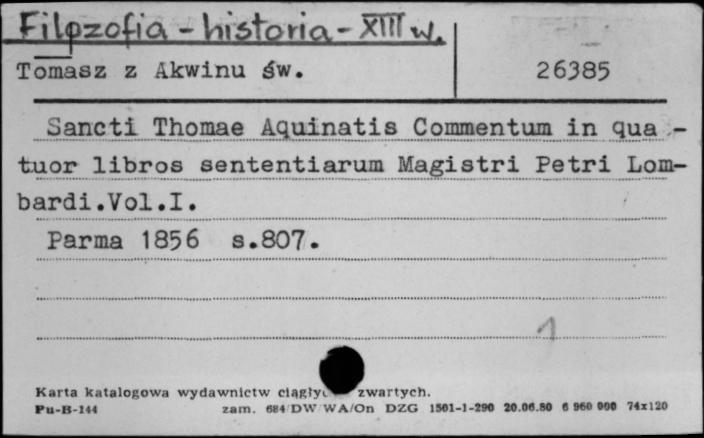 Filozofia - historia - XIII w.
Tomasz z Akwinu św.
26385
Sancti Thomae Aquinatis Commentum in qua -
tuor libros sententiarum Magistri Petri Lom-
bardi.Vol.I.
Parma 1856 s.807.
1
Karta katalogowa wydawnictw zwartych.
Pu-B-144 zam. 684/DW WA/On DZG 1501-1-290 20.06.80 6 960 000 74x120